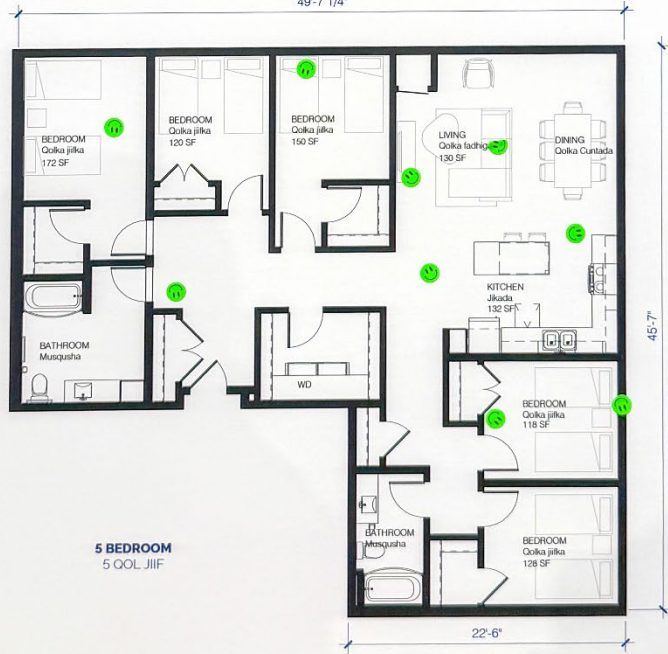 49'-7 1/4"
BEDROOM
Qolka jiifka
172 SF
BEDROOM
Qolka jiifka
120 SF
BEDROOM
Qolka jiifka
150 SF
LIVING
Qolka fadhiga
130 SF
DINING
Qolka Cuntada
KITCHEN
Jikada
132 SF
45'-7"
BATHROOM
Musqusha
WD
BEDROOM
Qolka jiifka
118 SF
BATHROOM
Musqusha
BEDROOM
Qolka jiifka
128 SF
5 BEDROOM
5 QOL JIIF
22'-6"